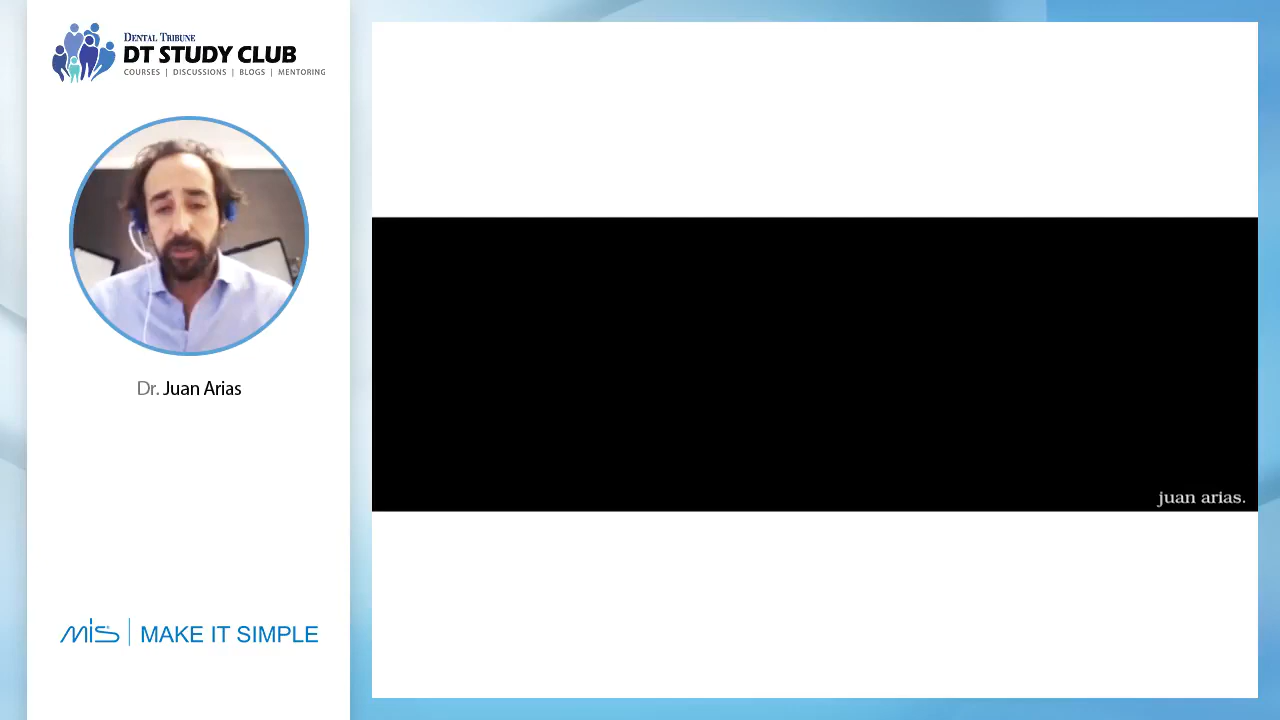 DENTAL TRIBUNE
DT STUDY CLUB
COURSES | DISCUSSIONS | BLOGS | MENTORING
Dr. Juan Arias
mis | MAKE IT SIMPLE
juan arias.